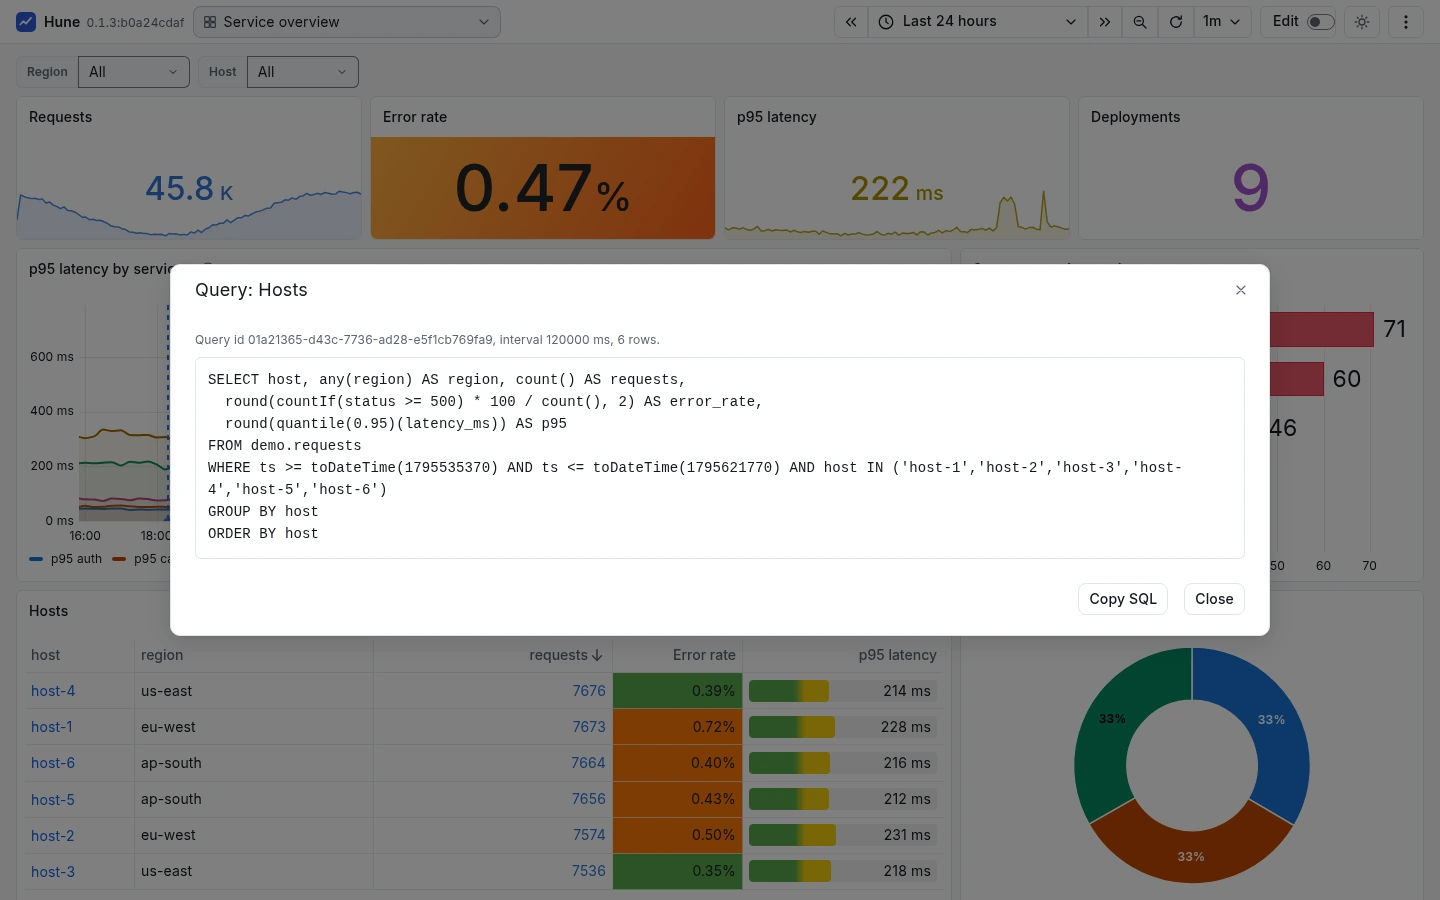 Hune 0.1.3:b0a24cdaf Service overview Last 24 hours 1m Edit
Region All Host All
Requests Error rate p95 latency Deployments
45.8 K 0.47% 222 ms 9
p95 latency by
600 ms
400 ms
200 ms
0 ms
16:00 18:00
p95 auth p95
71
60
46
60 70
Query: Hosts
Query id 01a21365-d43c-7736-ad28-e5f1cb769fa9, interval 120000 ms, 6 rows.
SELECT host, any(region) AS region, count() AS requests,
round(countIf(status >= 500) * 100 / count(), 2) AS error_rate,
round(quantile(0.95)(latency_ms)) AS p95
FROM demo.requests
WHERE ts >= toDateTime(1795535370) AND ts <= toDateTime(1795621770) AND host IN ('host-1','host-2','host-3','host-
4','host-5','host-6')
GROUP BY host
ORDER BY host
Copy SQL Close
Hosts
host region requests Error rate p95 latency
host-4 us-east 7676 0.39% 214 ms
host-1 eu-west 7673 0.72% 228 ms
host-6 ap-south 7664 0.40% 216 ms
host-5 ap-south 7656 0.43% 212 ms
host-2 eu-west 7574 0.50% 231 ms
host-3 us-east 7536 0.35% 218 ms
33% 33%
33%